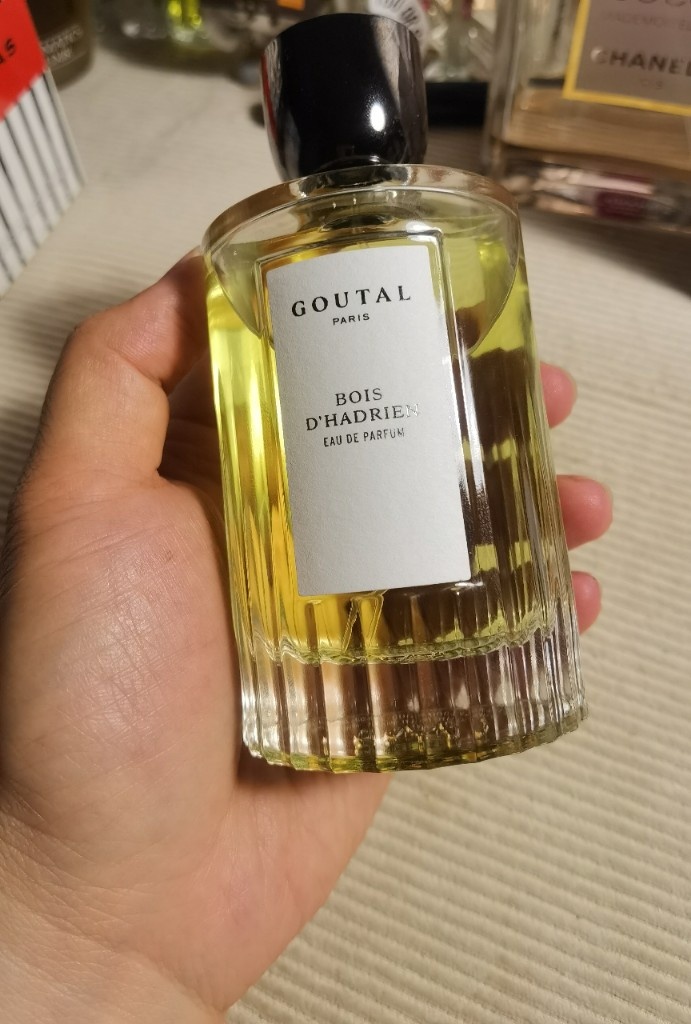 GOUTAL
PARIS
BOIS
D'HADRIEN
EAU DE PARFUM
CHANEL